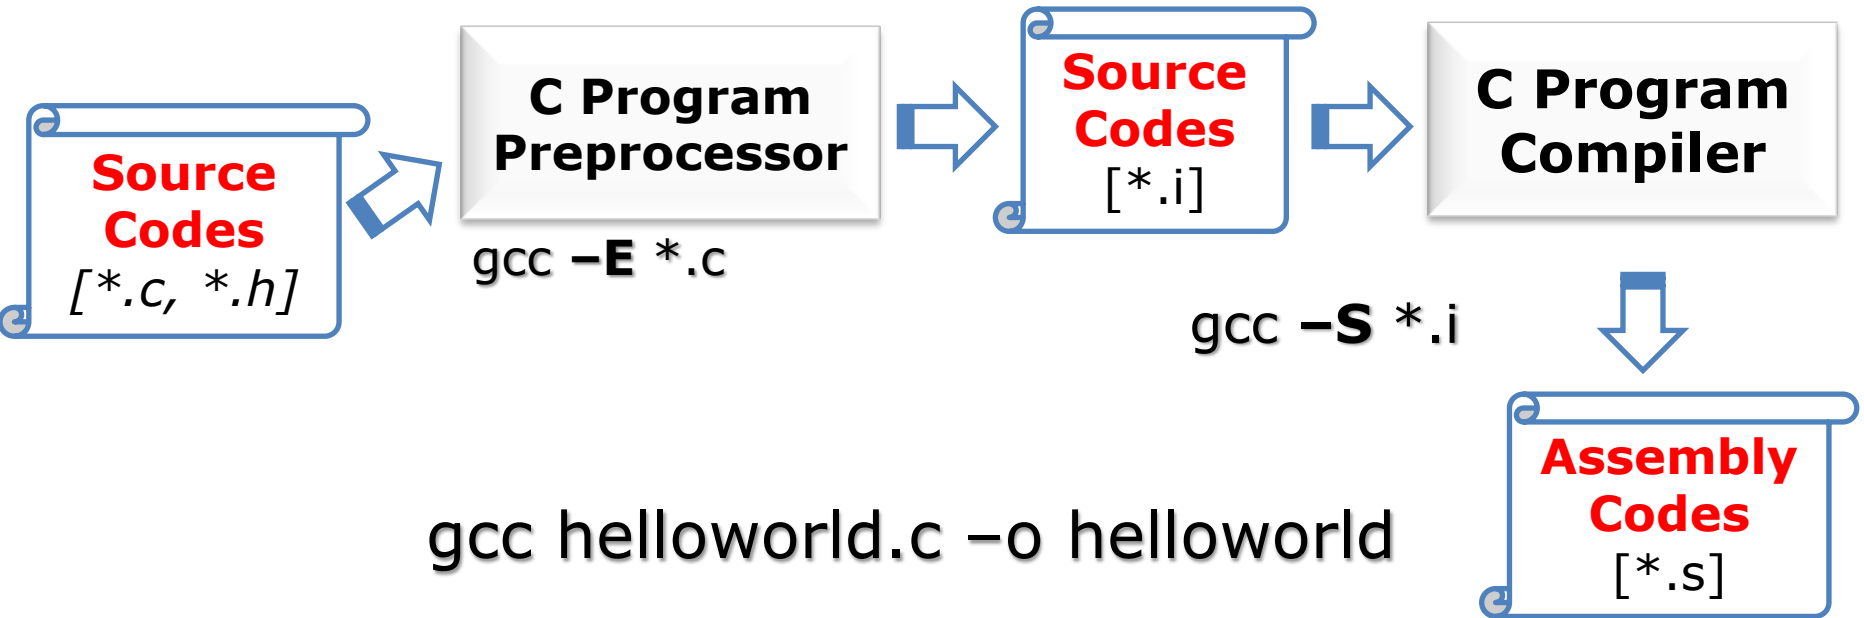 Source
Codes
[*.c, *.h]
C Program
Preprocessor
gcc –E *.c
Source
Codes
[*.i]
C Program
Compiler
gcc –S *.i
Assembly
Codes
[*.s]
gcc helloworld.c –o helloworld